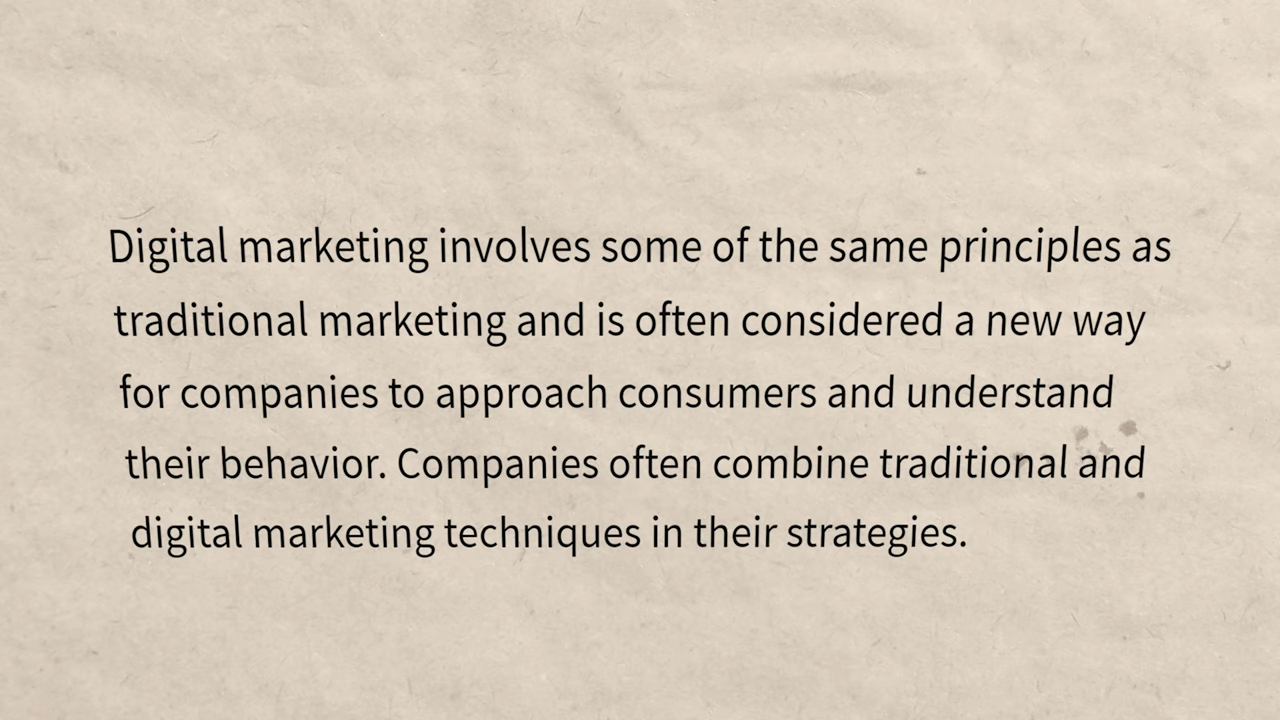 Digital marketing involves some of the same principles as
traditional marketing and is often considered a new way
for companies to approach consumers and understand
their behavior. Companies often combine traditional and
digital marketing techniques in their strategies.